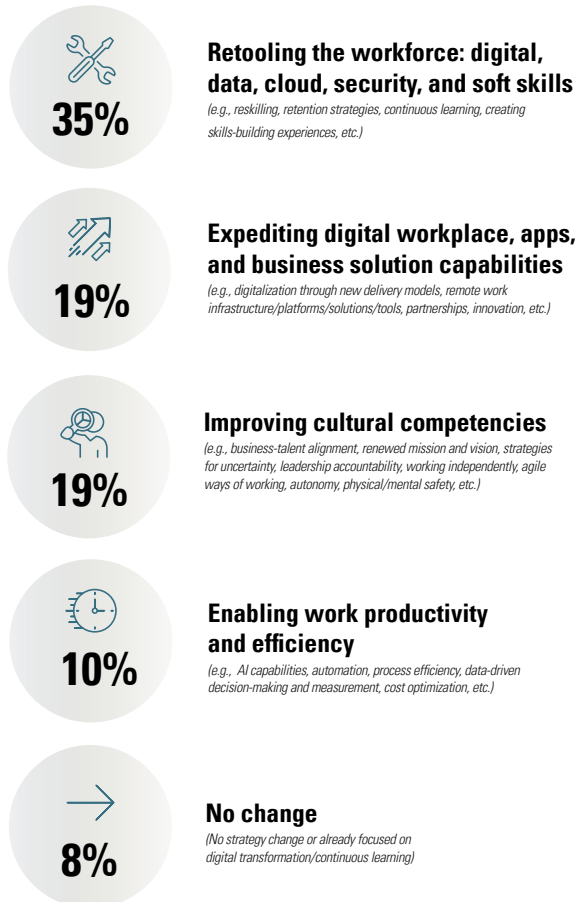 35%
Retooling the workforce: digital,
data, cloud, security, and soft skills
(e.g., reskilling, retention strategies, continuous learning, creating
skills-building experiences, etc.)
19%
Expediting digital workplace, apps,
and business solution capabilities
(e.g., digitalization through new delivery models, remote work
infrastructure/platforms/solutions/tools, partnerships, innovation, etc.)
19%
Improving cultural competencies
(e.g., business-talent alignment, renewed mission and vision, strategies
for uncertainty, leadership accountability, working independently, agile
ways of working, autonomy, physical/mental safety, etc.)
10%
Enabling work productivity
and efficiency
(e.g., AI capabilities, automation, process efficiency, data-driven
decision-making and measurement, cost optimization, etc.)
8%
No change
(No strategy change or already focused on
digital transformation/continuous learning)